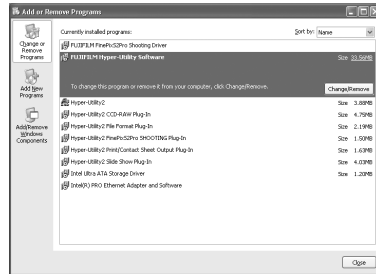 Add or Remove Programs
Change or
Remove
Programs
Add New
Programs
Add/Remove
Windows
Components
Currently installed programs:
Sort by: Name
FUJIFILM FinePixS2Pro Shooting Driver
FUJIFILM Hyper-Utility Software Size 33.56MB
To change this program or remove it from your computer, click Change/Remove. Change/Remove
Hyper-Utility2 Size 3.88MB
Hyper-Utility2 CCD-RAW Plug-In Size 4.75MB
Hyper-Utility2 File Format Plug-In Size 2.19MB
Hyper-Utility2 FinePixS2Pro SHOOTING Plug-In Size 1.50MB
Hyper-Utility2 Print/Contact Sheet Output Plug-In Size 1.63MB
Hyper-Utility2 Slide Show Plug-In Size 4.03MB
Intel Ultra ATA Storage Driver Size 1.20MB
Intel(R) PRO Ethernet Adapter and Software
Close